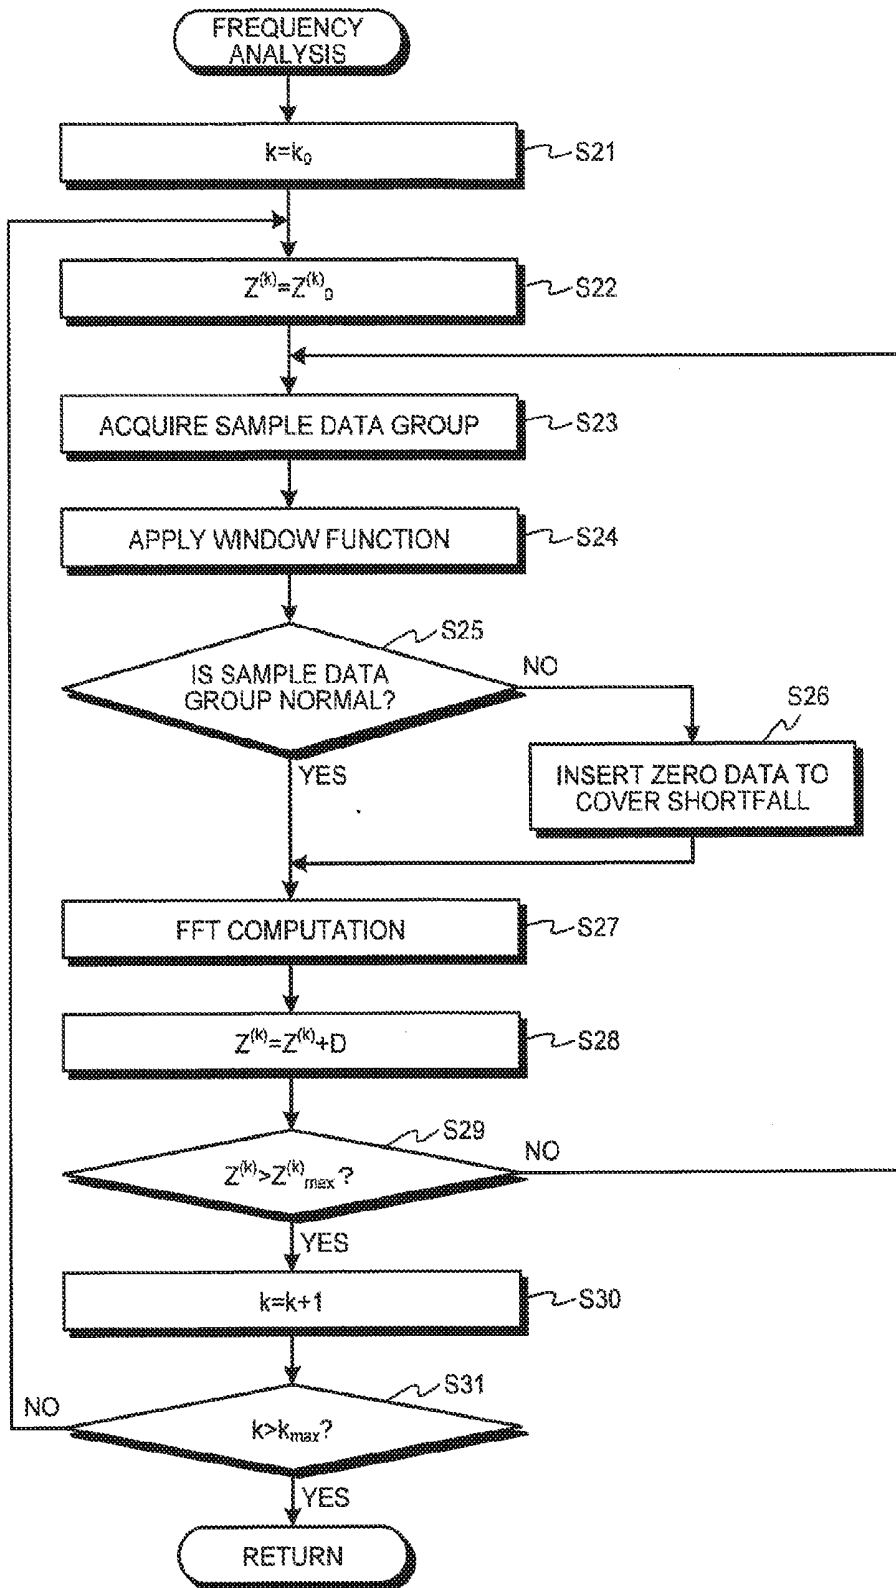 FREQUENCY
ANALYSIS
k=k₀
S21
Z⁽ᵏ⁾=Z⁽ᵏ⁾₀
S22
ACQUIRE SAMPLE DATA GROUP
S23
APPLY WINDOW FUNCTION
S24
S25
IS SAMPLE DATA
GROUP NORMAL?
NO
YES
S26
INSERT ZERO DATA TO
COVER SHORTFALL
FFT COMPUTATION
S27
Z⁽ᵏ⁾=Z⁽ᵏ⁾+D
S28
S29
Z⁽ᵏ⁾>Z⁽ᵏ⁾max?
NO
YES
k=k+1
S30
S31
NO
k>kmax?
YES
RETURN